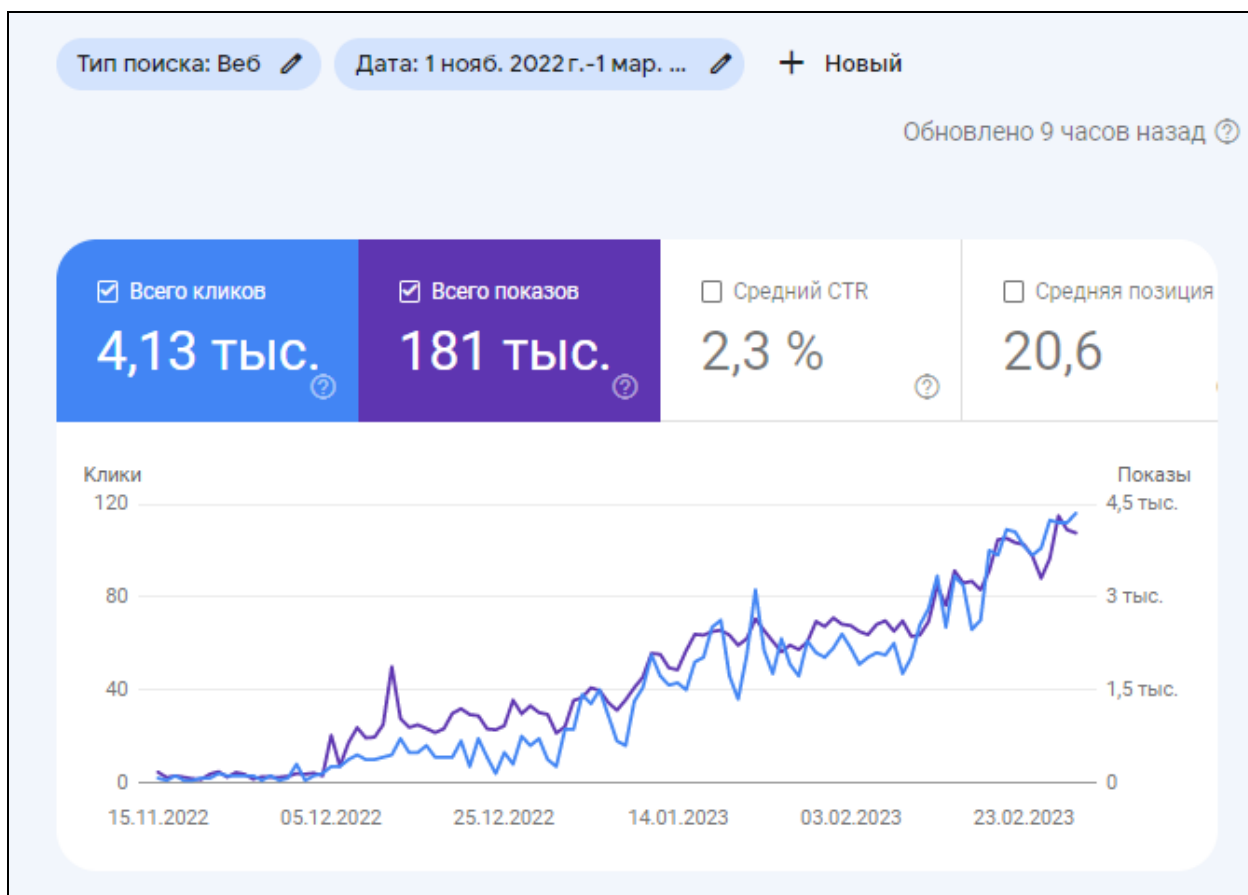 Тип поиска: Веб Дата: 1 нояб. 2022 г.-1 мар. ... + Новый
Обновлено 9 часов назад
Всего кликов Всего показов Средний CTR Средняя позиция
4,13 тыс. 181 тыс. 2,3 % 20,6
Клики Показы
120 4,5 тыс.
80 3 тыс.
40 1,5 тыс.
0 0
15.11.2022 05.12.2022 25.12.2022 14.01.2023 03.02.2023 23.02.2023